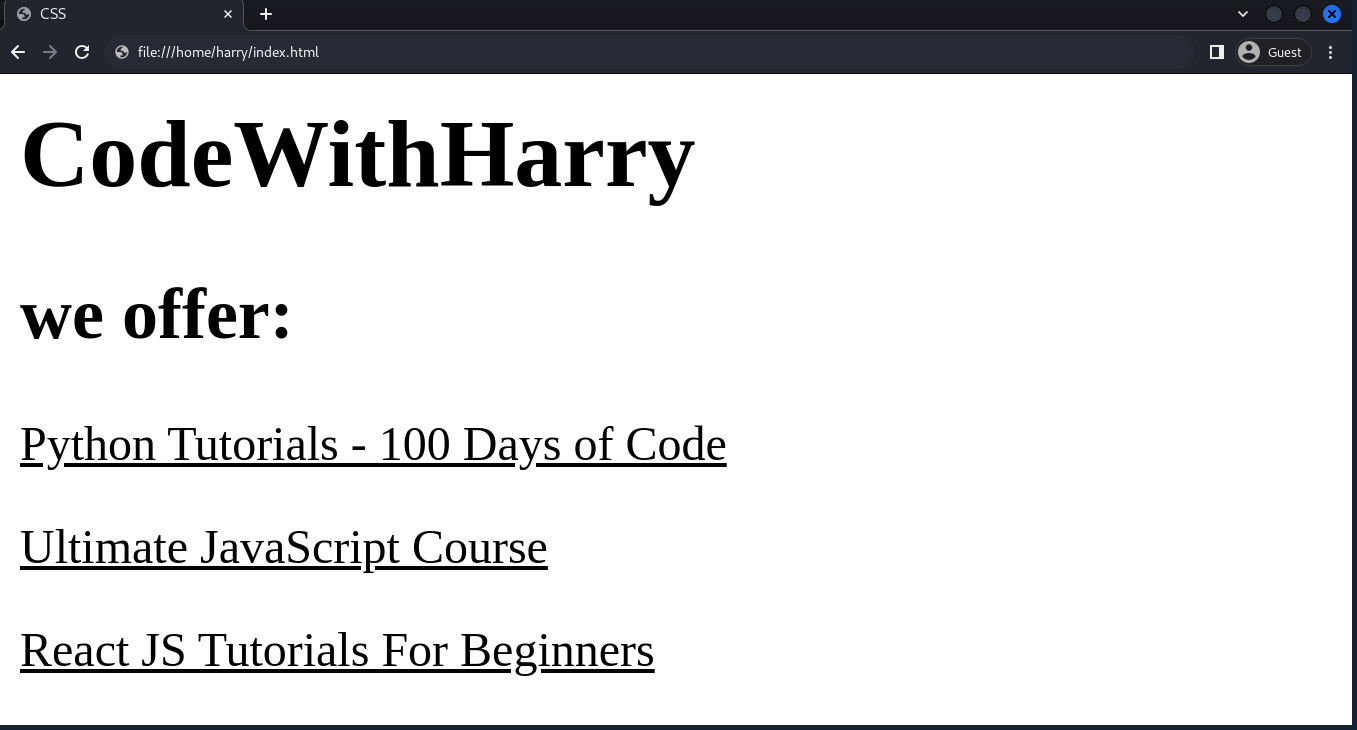 CSS
file:///home/harry/index.html
Guest
CodeWithHarry
we offer:
Python Tutorials - 100 Days of Code
Ultimate JavaScript Course
React JS Tutorials For Beginners